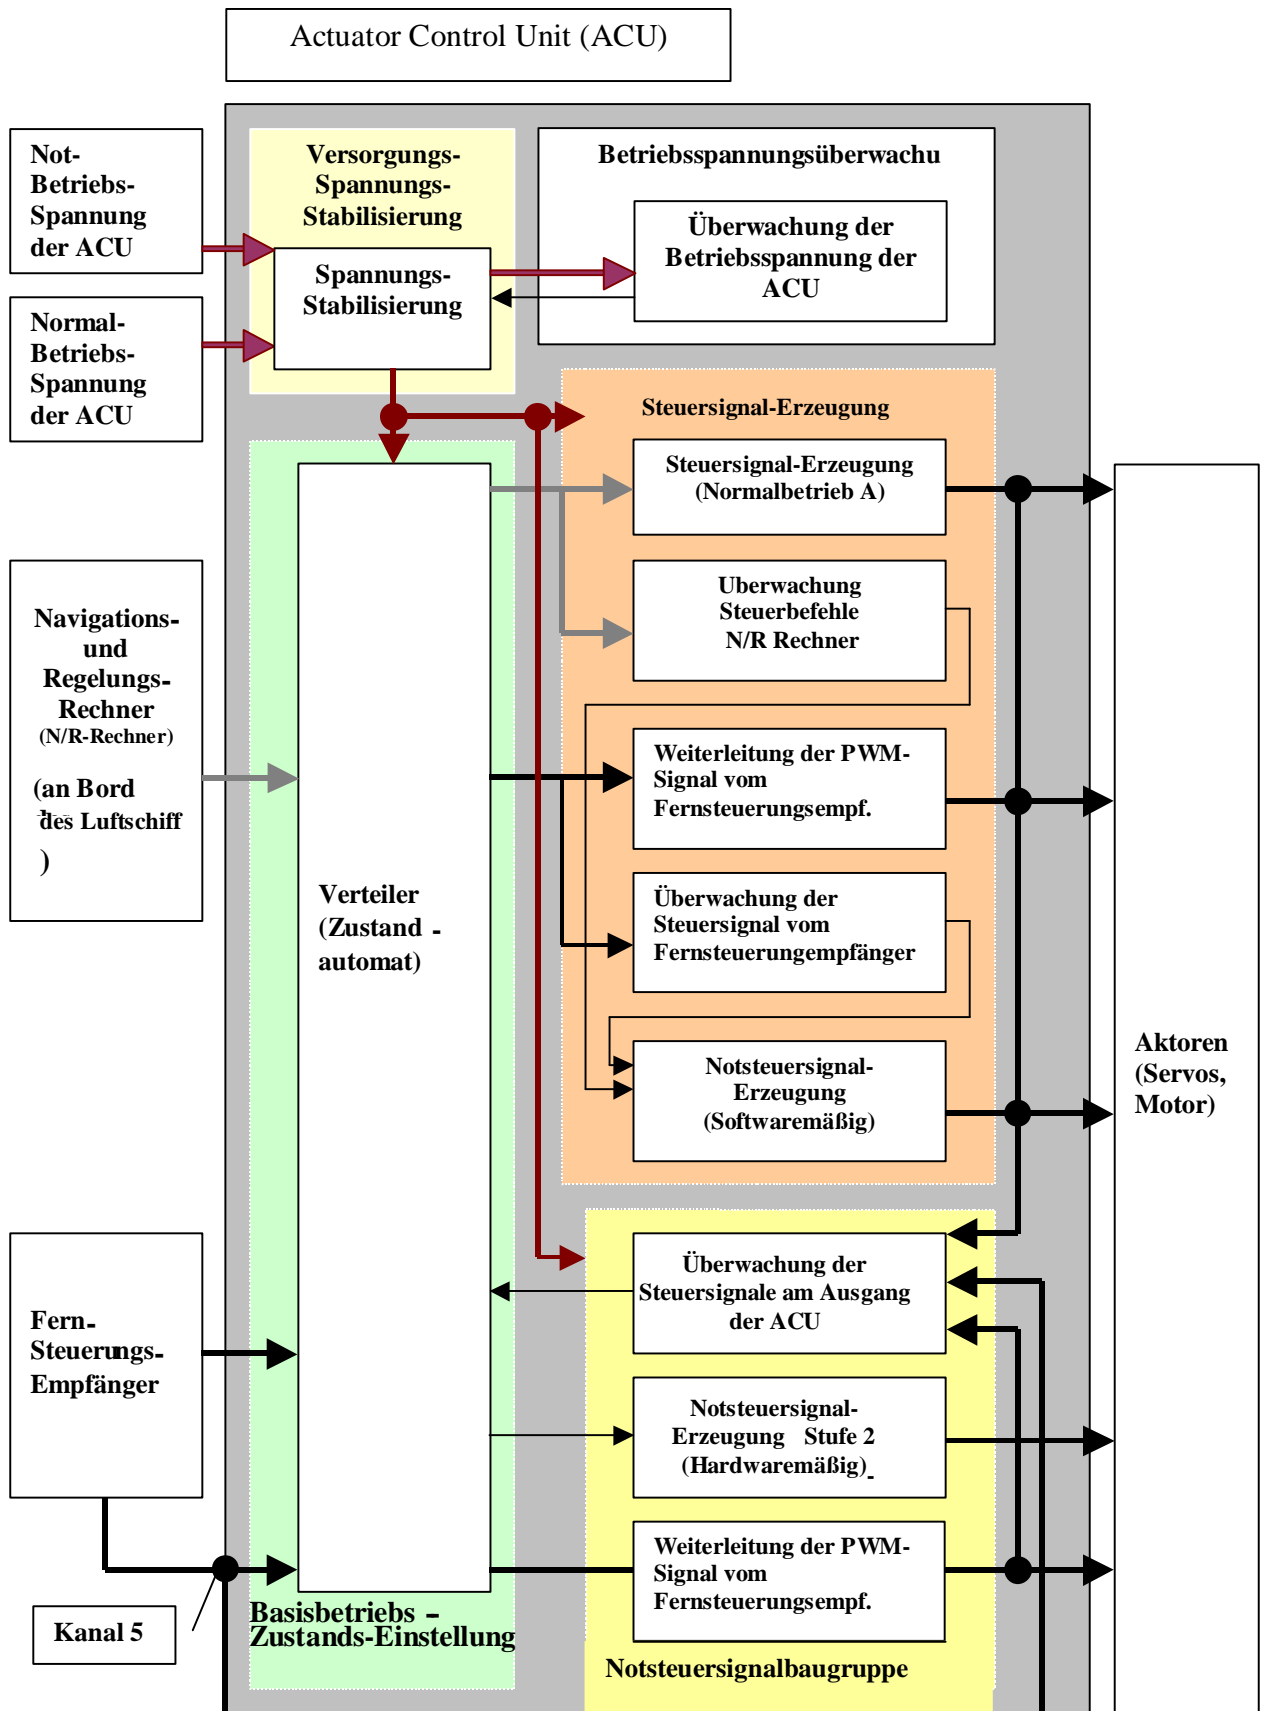 Actuator Control Unit (ACU)
Not-
Betriebs-
Spannung
der ACU
Versorgungs-
Spannungs-
Stabilisierung
Spannungs-
Stabilisierung
Betriebsspannungsüberwachu
Überwachung der
Betriebsspannung der
ACU
Normal-
Betriebs-
Spannung
der ACU
Steuersignal-Erzeugung
Steuersignal-Erzeugung
(Normalbetrieb A)
Uberwachung
Steuerbefehle
N/R Rechner
Navigations-
und
Regelungs-
Rechner
(N/R-Rechner)
(an Bord
des Luftschiff
)
Weiterleitung der PWM-
Signal vom
Fernsteuerungsempf.
Verteiler
(Zustand -
automat)
Überwachung der
Steuersignal vom
Fernsteuerungempfänger
Notsteuersignal-
Erzeugung
(Softwaremäßig)
Aktoren
(Servos,
Motor)
Fern-
Steuerungs-
Empfänger
Überwachung der
Steuersignale am Ausgang
der ACU
Notsteuersignal-
Erzeugung Stufe 2
(Hardwaremäßig)
Weiterleitung der PWM-
Signal vom
Fernsteuerungsempf.
Kanal 5
Basisbetriebs –
Zustands-Einstellung
Notsteuersignalbaugruppe